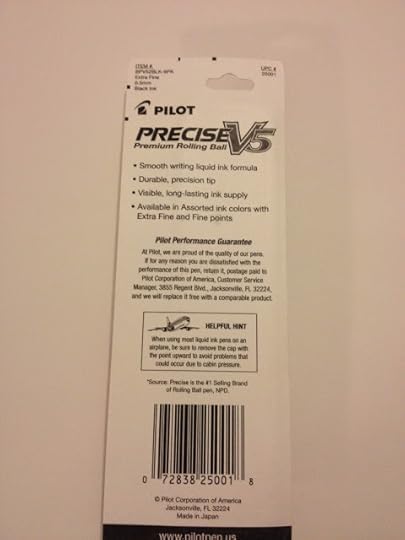 ITEM #
UPC #
BPV52BLK-SPK
25001
Extra Fine
0.5mm
Black Ink
PILOT
PRECISE V5
Premium Rolling Ball
• Smooth writing liquid ink formula
• Durable, precision tip
• Visible, long-lasting ink supply
• Available in Assorted ink colors with
Extra Fine and Fine points
Pilot Performance Guarantee
At Pilot, we are proud of the quality of our pens.
If for any reason you are dissatisfied with the
performance of this pen, return it, postage paid to
Pilot Corporation of America, Customer Service
Manager, 3855 Regent Blvd., Jacksonville, FL 32224,
and we will replace it free with a comparable product.
HELPFUL HINT
When using most liquid ink pens on an
airplane, be sure to remove the cap with
the point upward to avoid problems that
could occur due to cabin pressure.
*Source: Precise is the #1 Selling Brand
of Rolling Ball pen, NPD.
0 72838 25001 8
© Pilot Corporation of America
Jacksonville, FL 32224
Made in Japan
www.pilotpen.us